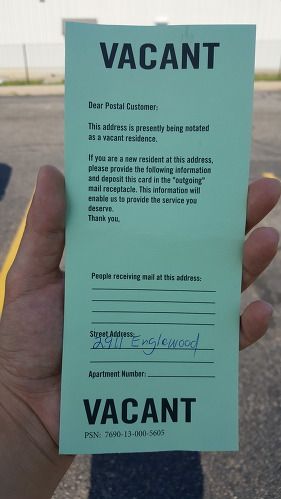 VACANT
Dear Postal Customer:
This address is presently being notated
as a vacant residence.
If you are a new resident at this address,
please provide the following information
and deposit this card in the "outgoing"
mail receptacle. This information will
enable us to provide the service you
deserve.
Thank you,
People receiving mail at this address:
Street Address:
2911 Englewood
Apartment Number:
VACANT
PSN: 7690-13-000-5605